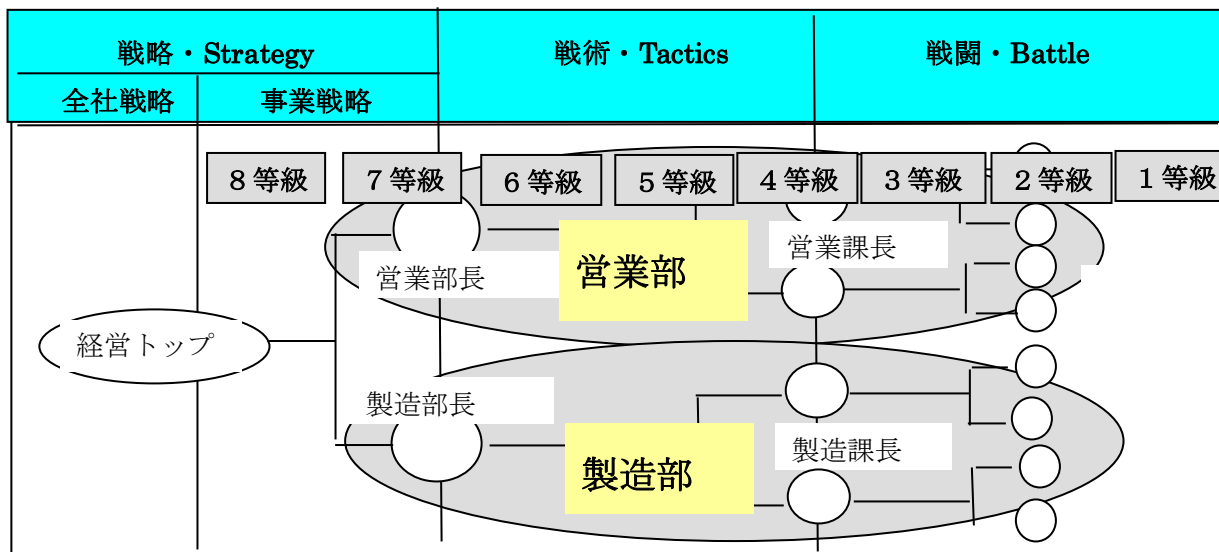 戦略・Strategy
戦術・Tactics
戦闘・Battle
全社戦略
事業戦略
８等級
７等級
６等級
５等級
４等級
３等級
２等級
１等級
営業部長
営業部
営業課長
経営トップ
製造部長
製造部
製造課長